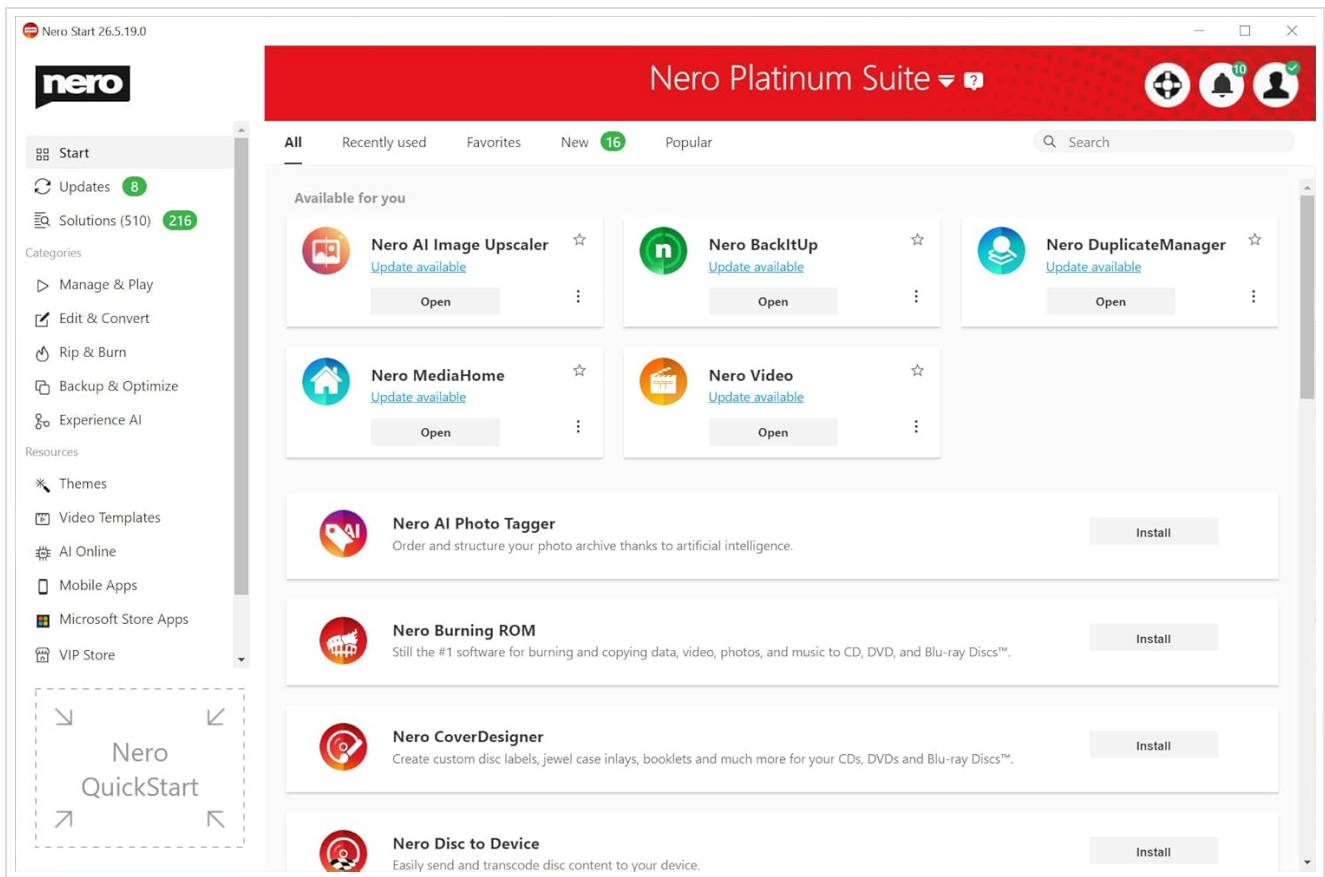 Nero Start 26.5.19.0
nero
Nero Platinum Suite
?
10
Start
Updates 8
Solutions (510) 216
Categories
Manage & Play
Edit & Convert
Rip & Burn
Backup & Optimize
Experience AI
Resources
Themes
Video Templates
AI Online
Mobile Apps
Microsoft Store Apps
VIP Store
Nero
QuickStart
All Recently used Favorites New 16 Popular
Search
Available for you
Nero AI Image Upscaler
Update available
Open
n
Nero BackItUp
Update available
Open
Nero DuplicateManager
Update available
Open
Nero MediaHome
Update available
Open
Nero Video
Update available
Open
AI
Nero AI Photo Tagger
Order and structure your photo archive thanks to artificial intelligence.
Install
Nero Burning ROM
Still the #1 software for burning and copying data, video, photos, and music to CD, DVD, and Blu-ray Discs™.
Install
Nero CoverDesigner
Create custom disc labels, jewel case inlays, booklets and much more for your CDs, DVDs and Blu-ray Discs™.
Install
Nero Disc to Device
Easily send and transcode disc content to your device.
Install